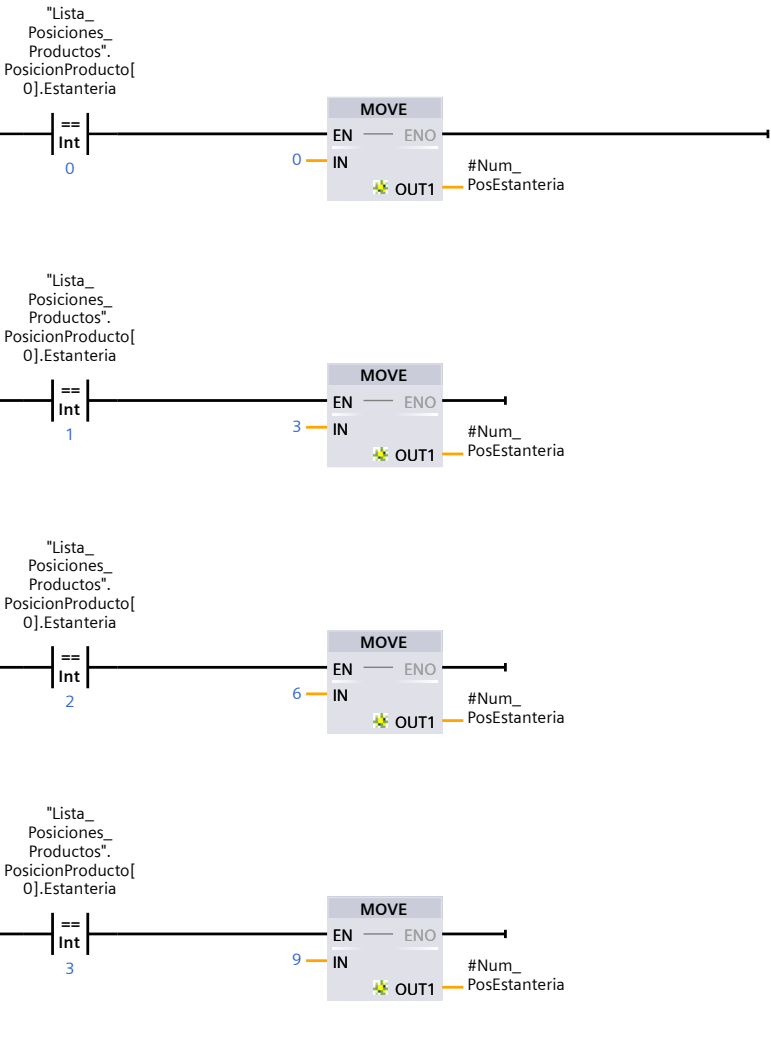 "Lista_
Posiciones_
Productos".
PosicionProducto[
0].Estanteria
==
Int
0
MOVE
EN
ENO
0
IN
OUT1
#Num_
PosEstanteria
"Lista_
Posiciones_
Productos".
PosicionProducto[
0].Estanteria
==
Int
1
MOVE
EN
ENO
3
IN
OUT1
#Num_
PosEstanteria
"Lista_
Posiciones_
Productos".
PosicionProducto[
0].Estanteria
==
Int
2
MOVE
EN
ENO
6
IN
OUT1
#Num_
PosEstanteria
"Lista_
Posiciones_
Productos".
PosicionProducto[
0].Estanteria
==
Int
3
MOVE
EN
ENO
9
IN
OUT1
#Num_
PosEstanteria